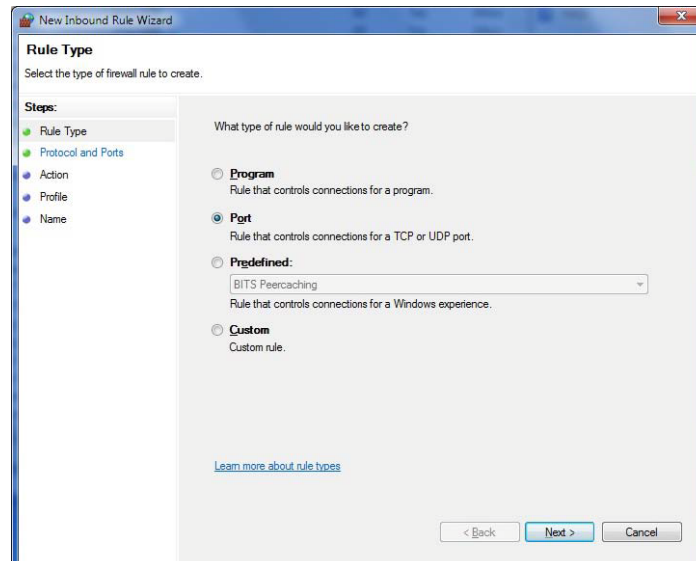 New Inbound Rule Wizard
Rule Type
Select the type of firewall rule to create.
Steps:
Rule Type
Protocol and Ports
Action
Profile
Name
What type of rule would you like to create?
Program
Rule that controls connections for a program.
Port
Rule that controls connections for a TCP or UDP port.
Predefined:
BITS Peercaching
Rule that controls connections for a Windows experience.
Custom
Custom rule.
Learn more about rule types
< Back Next > Cancel